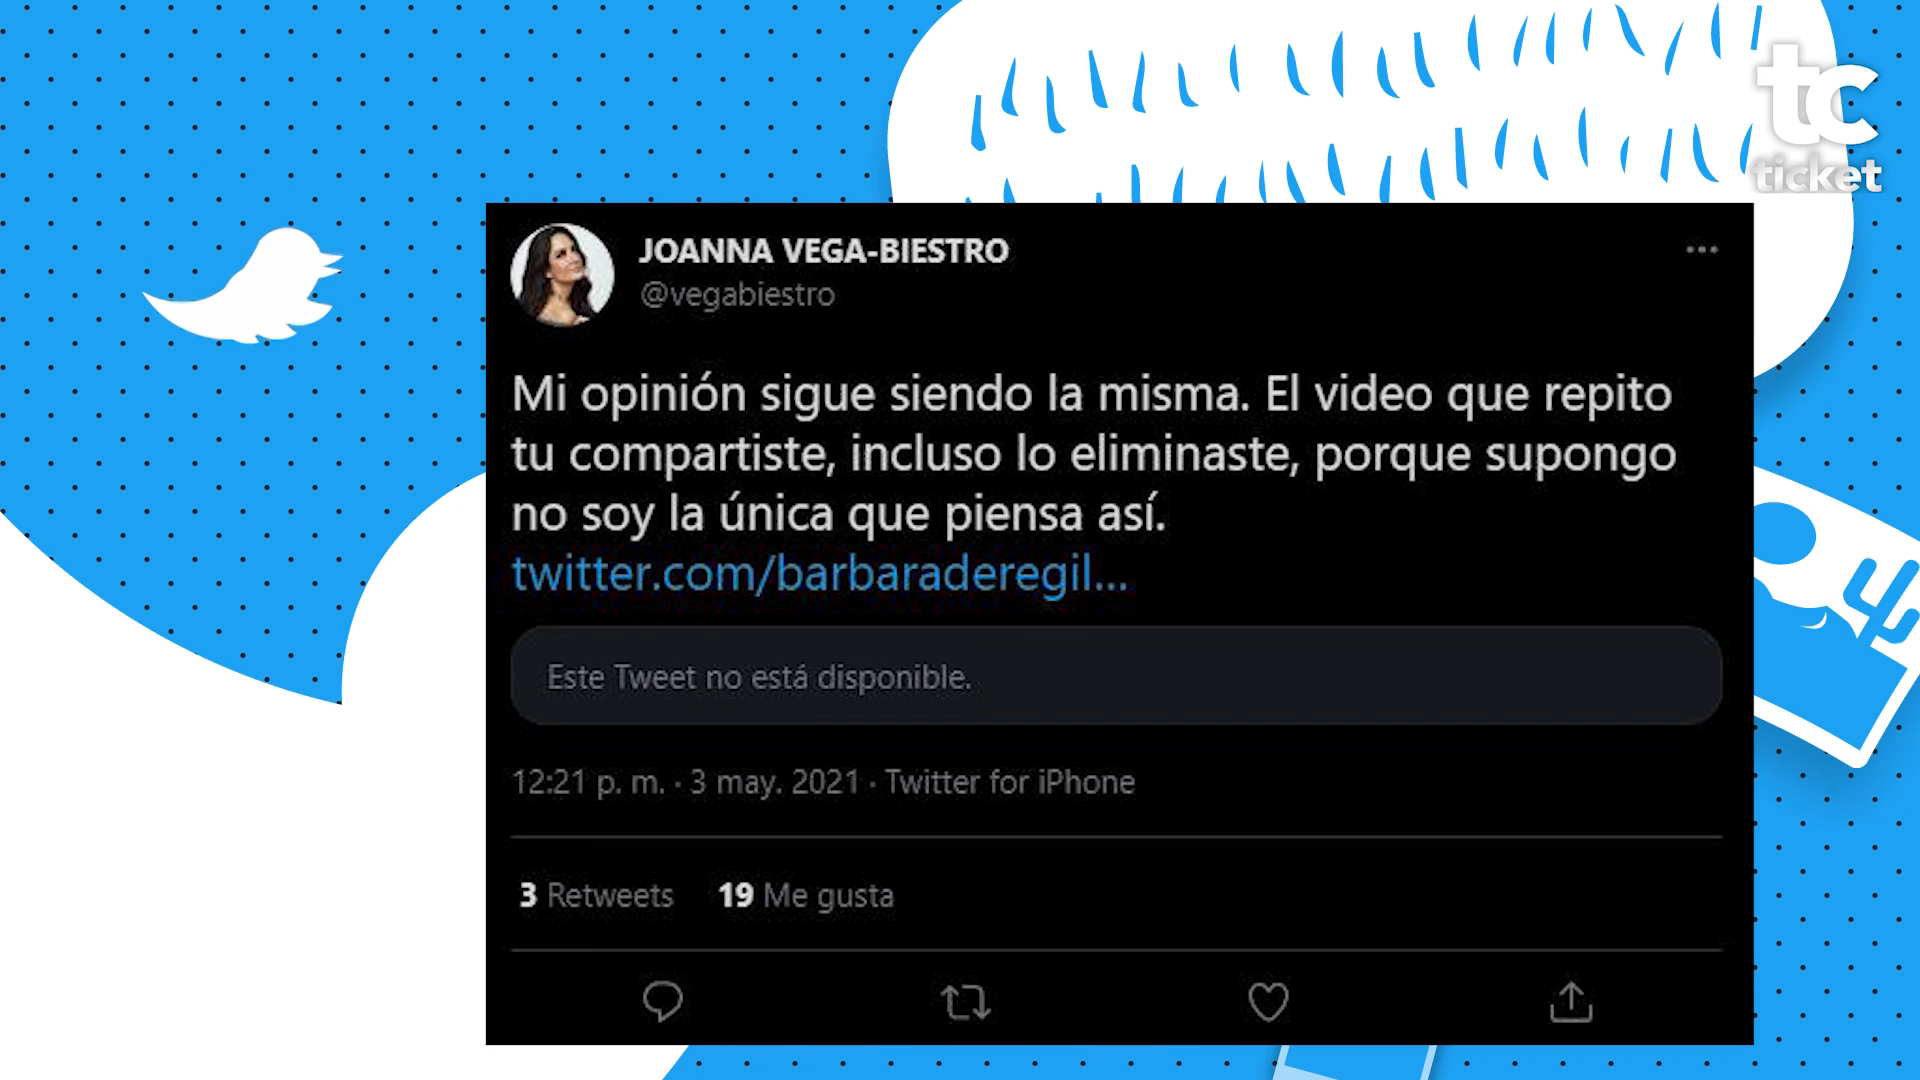 tc
ticket
JOANNA VEGA-BIESTRO
@vegabiestro
Mi opinión sigue siendo la misma. El video que repito
tu compartiste, incluso lo eliminaste, porque supongo
no soy la única que piensa así.
twitter.com/barbaraderegil...
Este Tweet no está disponible.
12:21 p. m. · 3 may. 2021 · Twitter for iPhone
3 Retweets 19 Me gusta